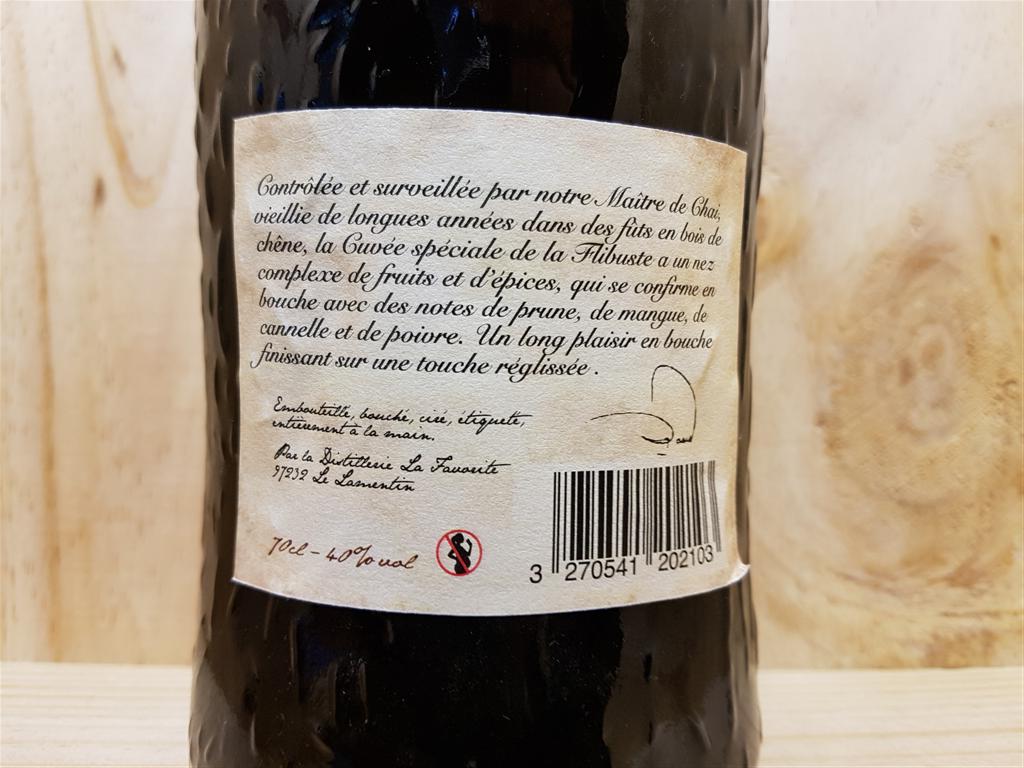 Contrôlée et surveillée par notre Maître de Chai,
vieillie de longues années dans des fûts en bois de
chêne, la Cuvée spéciale de la Flibuste a un nez
complexe de fruits et d'épices, qui se confirme en
bouche avec des notes de prune, de mangue, de
cannelle et de poivre. Un long plaisir en bouche
finissant sur une touche réglissée .
Embouteillé, bouché, ciré, étiqueté,
entièrement à la main.
Par la Distillerie La Favorite
97232 Le Lamentin
70cl - 40% vol
3 270541 202103